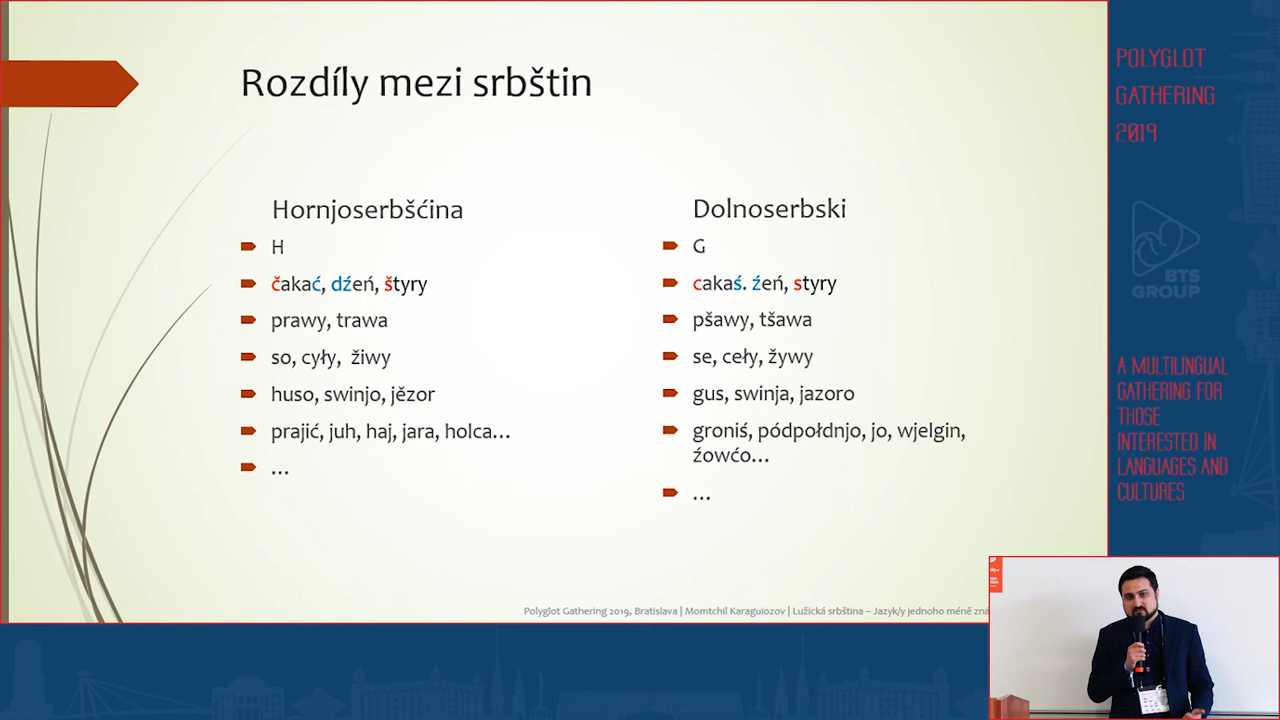 Rozdíly mezi srbštin
Hornjoserbšćina
H
čakać, dźeń, štyry
prawy, trawa
so, cyły, žiwy
huso, swinjo, jězor
prajić, juh, haj, jara, holca…
…
Dolnoserbski
G
cakaś. źeń, styry
pšawy, tšawa
se, ceły, žywy
gus, swinja, jazoro
groniś, pódpołdnjo, jo, wjelgin,
źowćo…
…
Polyglot Gathering 2019, Bratislava | Momtchil Karaguiozov | Lužická srbština – Jazyk/y jednoho méně zná
POLYGLOT
GATHERING
2019
BTS
GROUP
A MULTILINGUAL
GATHERING FOR
THOSE
INTERESTED IN
LANGUAGES AND
CULTURES